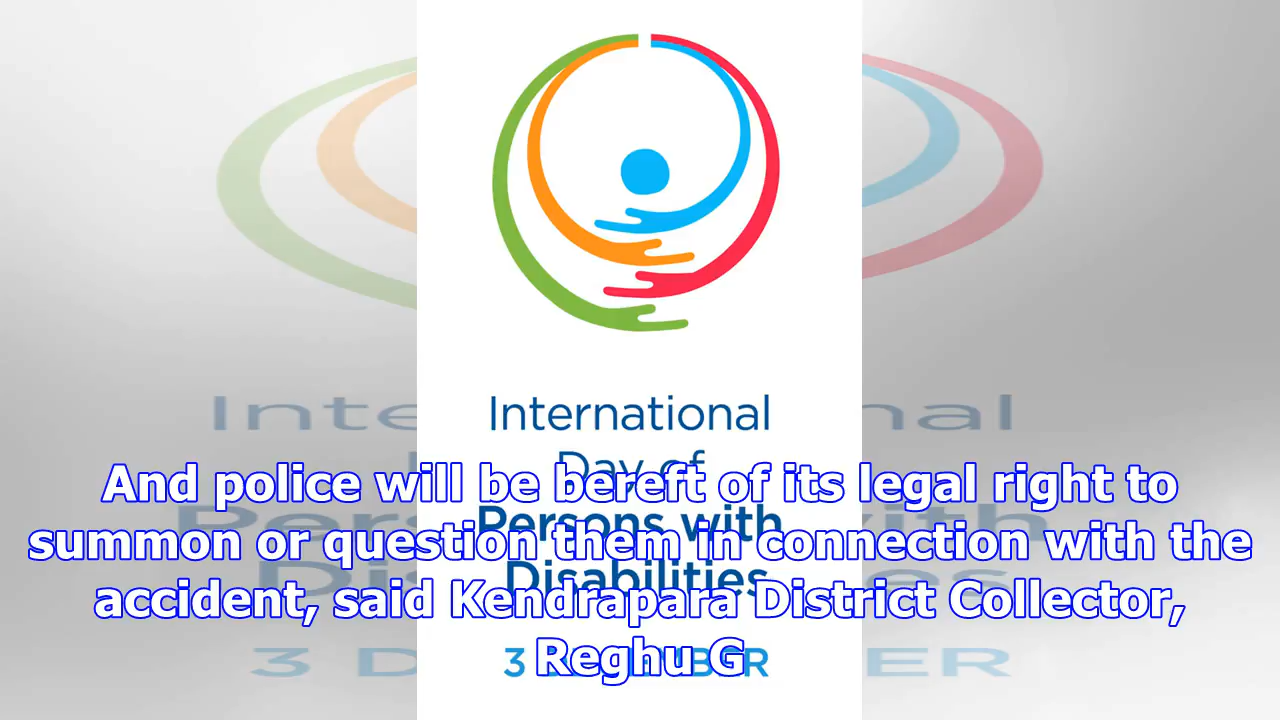 International
Day of
Persons with
Disabilities
3 DECEMBER
And police will be bereft of its legal right to
summon or question them in connection with the
accident, said Kendrapara District Collector,
Reghu G